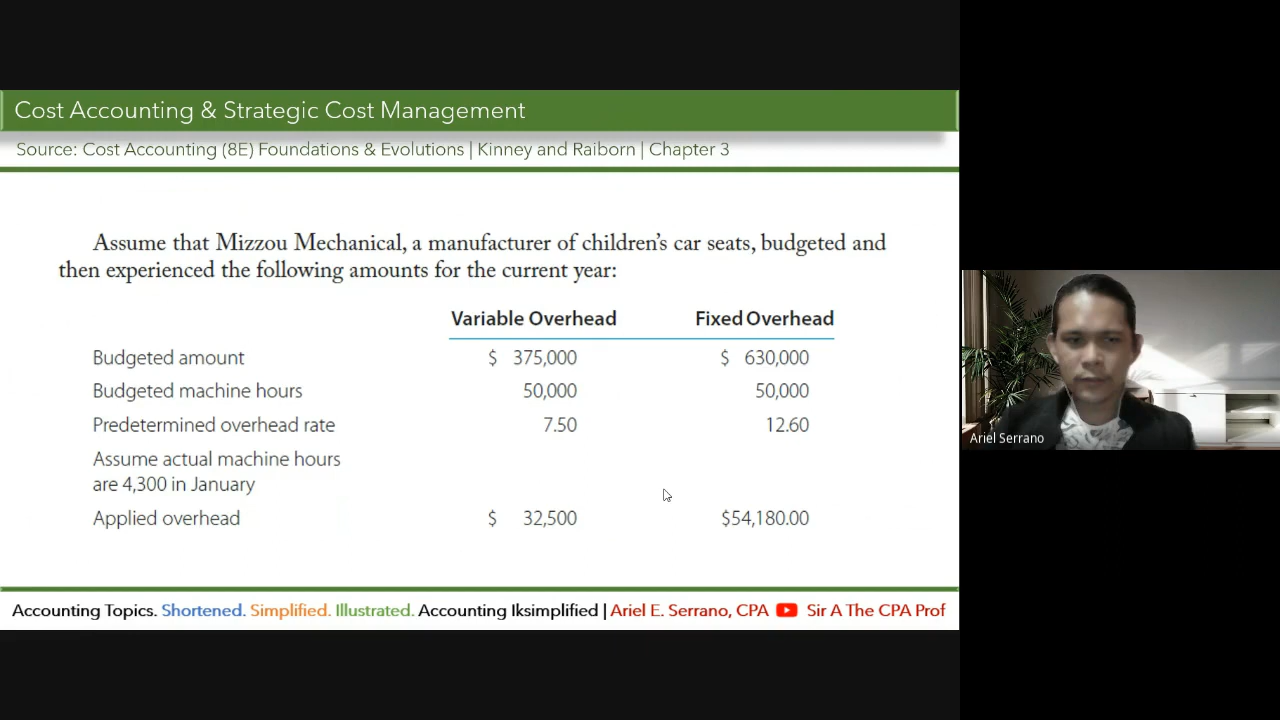 Cost Accounting & Strategic Cost Management
Source: Cost Accounting (8E) Foundations & Evolutions | Kinney and Raiborn | Chapter 3
Assume that Mizzou Mechanical, a manufacturer of children's car seats, budgeted and
then experienced the following amounts for the current year:
Variable Overhead Fixed Overhead
Budgeted amount $ 375,000 $ 630,000
Budgeted machine hours 50,000 50,000
Predetermined overhead rate 7.50 12.60
Assume actual machine hours
are 4,300 in January
Applied overhead $ 32,500 $54,180.00
Ariel Serrano
Accounting Topics. Shortened. Simplified. Illustrated. Accounting Iksimplified | Ariel E. Serrano, CPA Sir A The CPA Prof